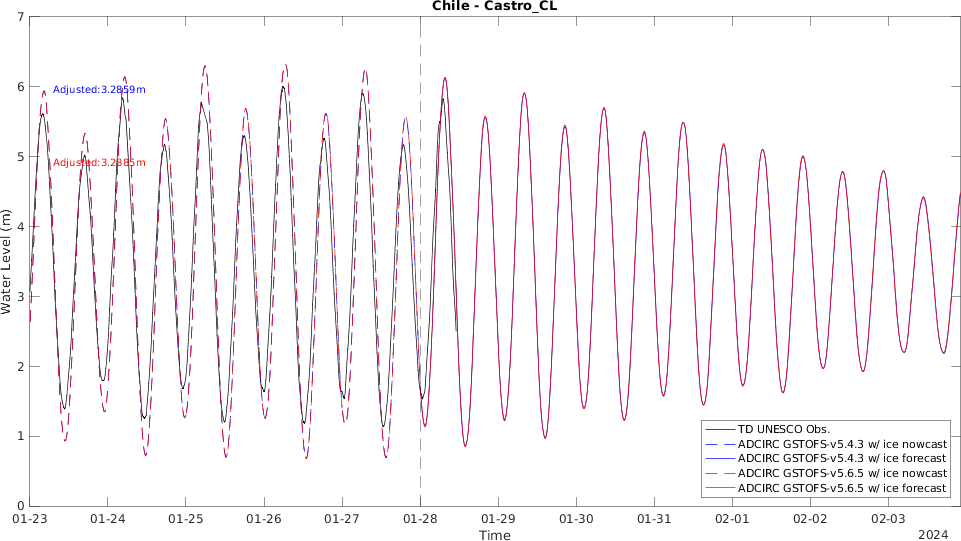 Chile - Castro_CL
7
6
5
4
3
2
1
0
Water Level (m)
Adjusted:3.2859m
Adjusted:3.2885m
TD UNESCO Obs.
ADCIRC GSTOFS-v5.4.3 w/ ice nowcast
ADCIRC GSTOFS-v5.4.3 w/ ice forecast
ADCIRC GSTOFS-v5.6.5 w/ ice nowcast
ADCIRC GSTOFS-v5.6.5 w/ ice forecast
01-23 01-24 01-25 01-26 01-27 01-28 01-29 01-30 01-31 02-01 02-02 02-03
Time
2024